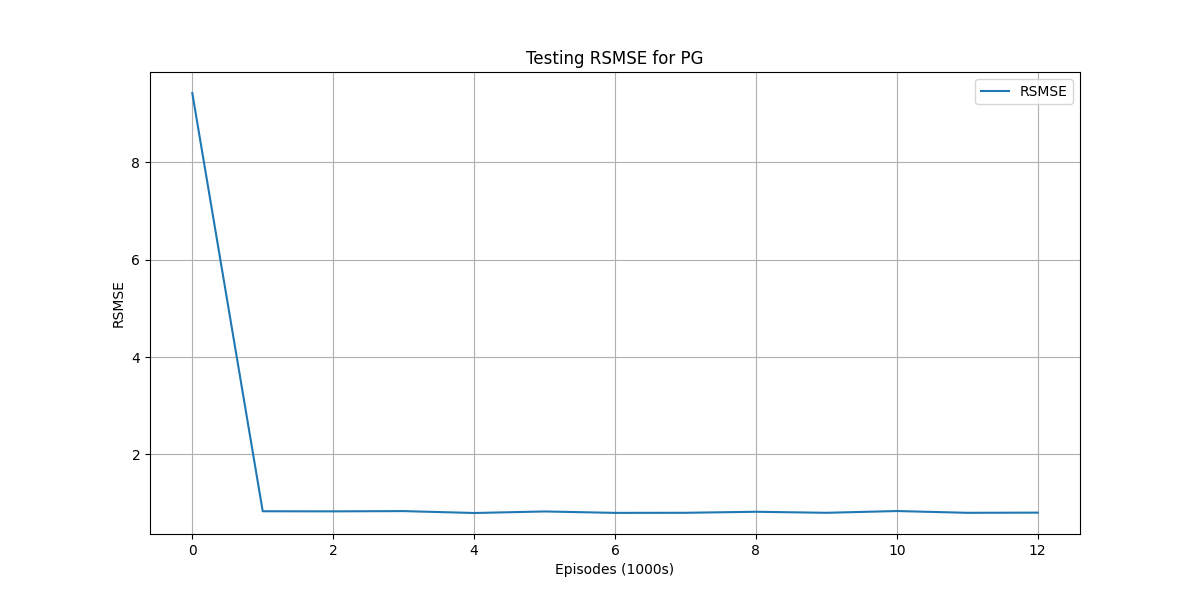 Testing RSMSE for PG
RSMSE
8
6
4
2
RSMSE
0 2 4 6 8 10 12
Episodes (1000s)